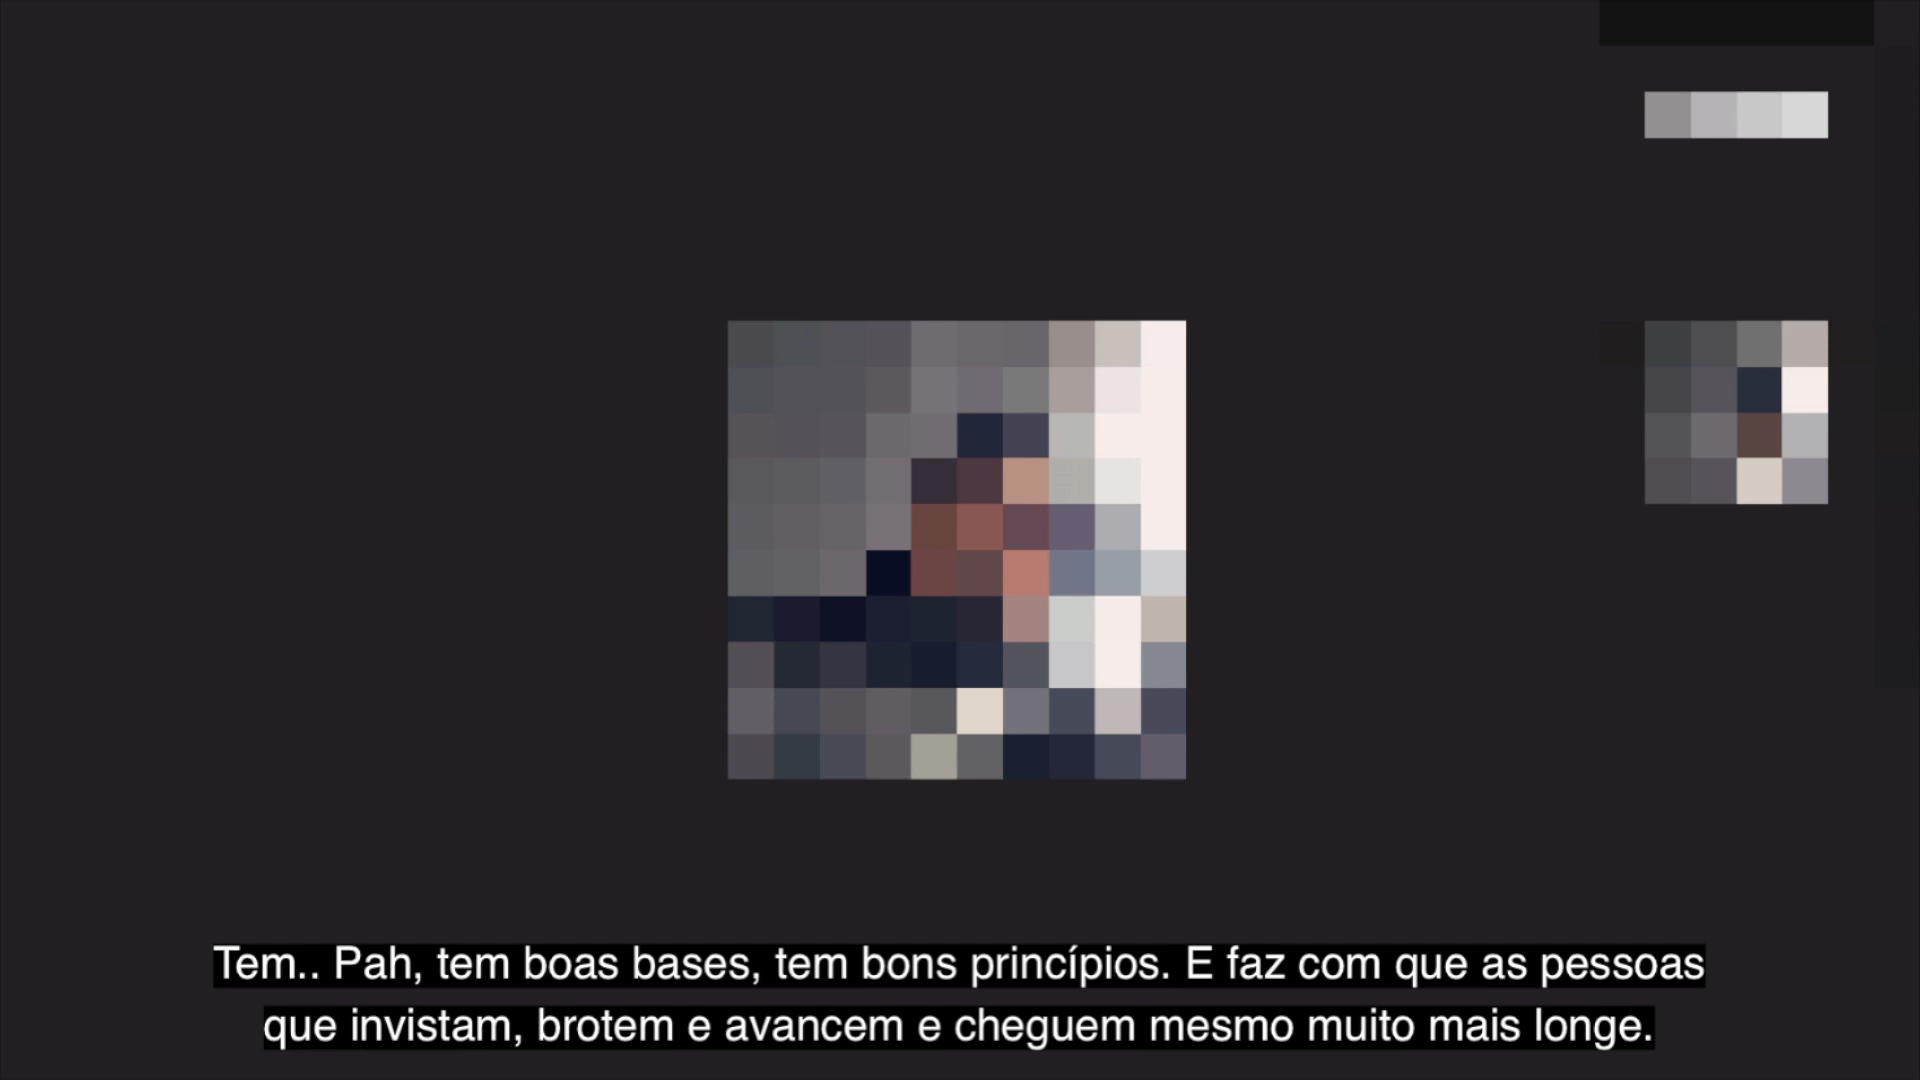 Tem.. Pah, tem boas bases, tem bons princípios. E faz com que as pessoas
que invistam, brotem e avancem e cheguem mesmo muito mais longe.